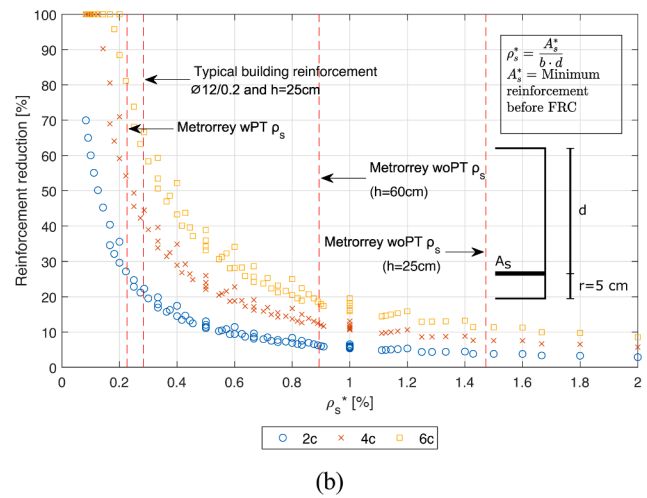 100
90
80
70
60
50
40
30
20
10
0
Reinforcement reduction [%]
0
0.2
0.4
0.6
0.8
1
1.2
1.4
1.6
1.8
2
ρs* [%]
Typical building reinforcement
Ø12/0.2 and h=25cm
Metrorrey wPT ρs
Metrorrey woPT ρs
(h=60cm)
Metrorrey woPT ρs
(h=25cm)
ρ*s = A*s / b · d
A*s = Minimum
reinforcement
before FRC
d
As
r=5 cm
2c 4c 6c
(b)